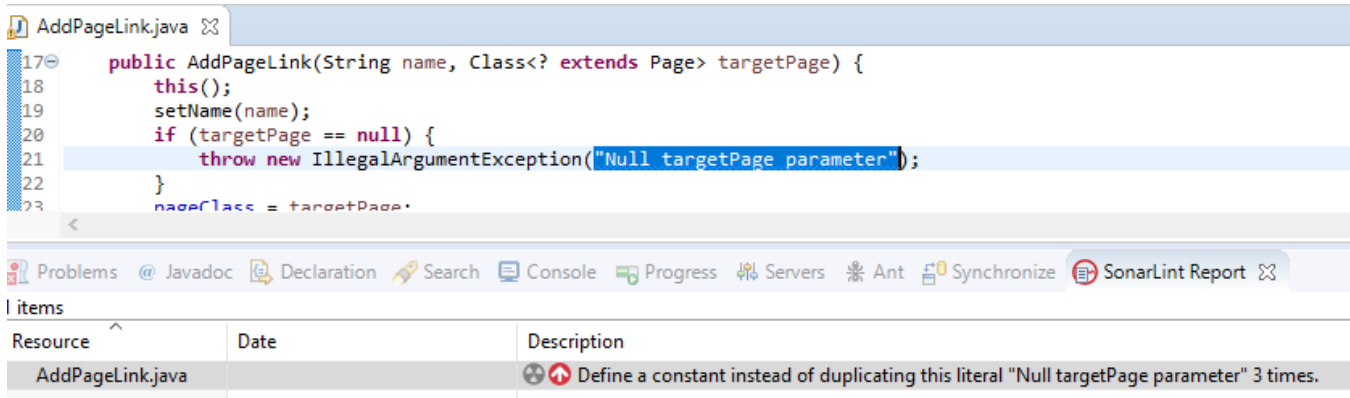 AddPageLink.java
17 public AddPageLink(String name, Class<? extends Page> targetPage) {
18 this();
19 setName(name);
20 if (targetPage == null) {
21 throw new IllegalArgumentException("Null targetPage parameter");
22 }
23 pageClass = targetPage;
Problems @ Javadoc Declaration Search Console Progress Servers Ant Synchronize SonarLint Report
items
Resource Date Description
AddPageLink.java Define a constant instead of duplicating this literal "Null targetPage parameter" 3 times.